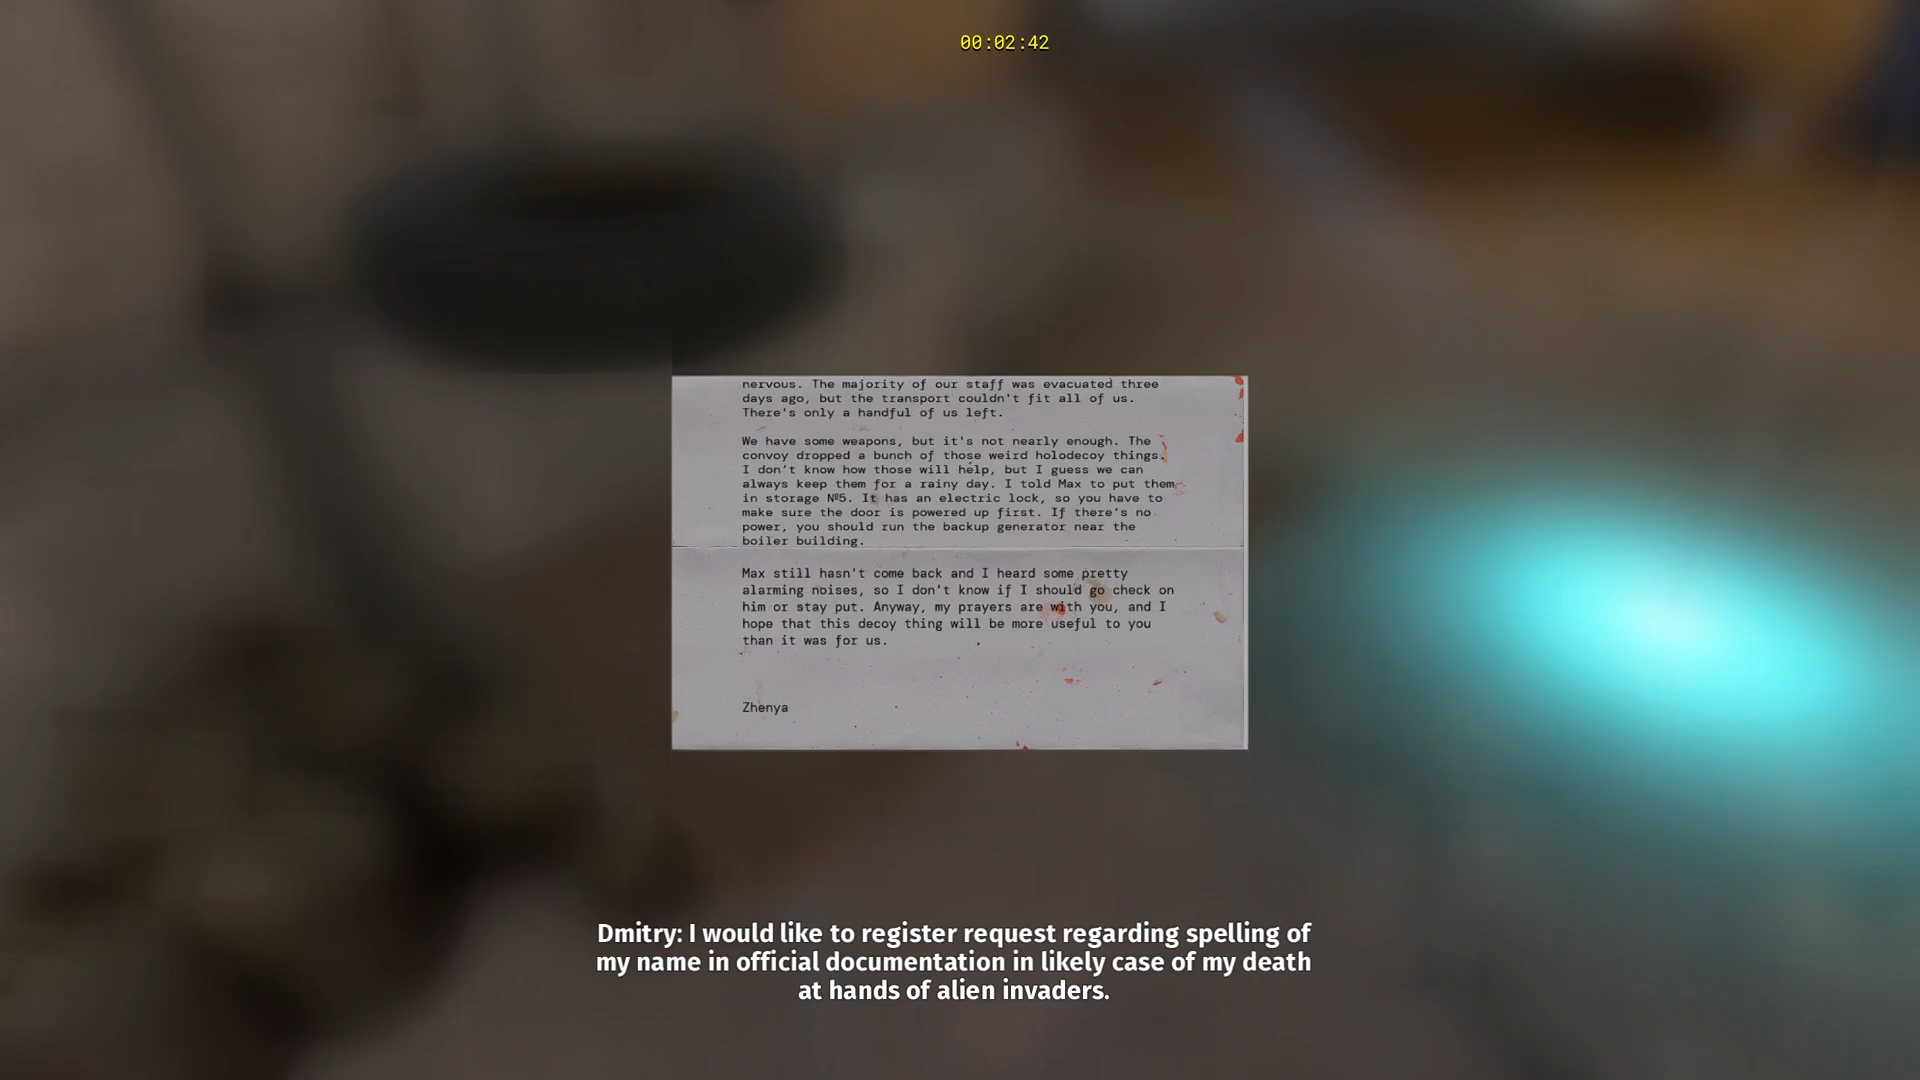 00:02:42
nervous. The majority of our staff was evacuated three
days ago, but the transport couldn't fit all of us.
There's only a handful of us left.
We have some weapons, but it's not nearly enough. The
convoy dropped a bunch of those weird holodecoy things.
I don't know how those will help, but I guess we can
always keep them for a rainy day. I told Max to put them
in storage №5. It has an electric lock, so you have to
make sure the door is powered up first. If there's no
power, you should run the backup generator near the
boiler building.
Max still hasn't come back and I heard some pretty
alarming noises, so I don't know if I should go check on
him or stay put. Anyway, my prayers are with you, and I
hope that this decoy thing will be more useful to you
than it was for us.
Zhenya
Dmitry: I would like to register request regarding spelling of
my name in official documentation in likely case of my death
at hands of alien invaders.